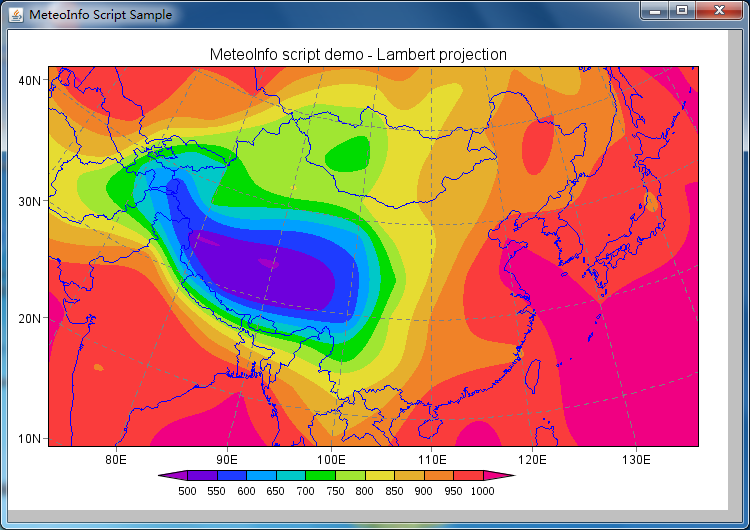 MeteoInfo Script Sample
MeteoInfo script demo - Lambert projection
40N
30N
20N
10N
80E 90E 100E 110E 120E 130E
500 550 600 650 700 750 800 850 900 950 1000